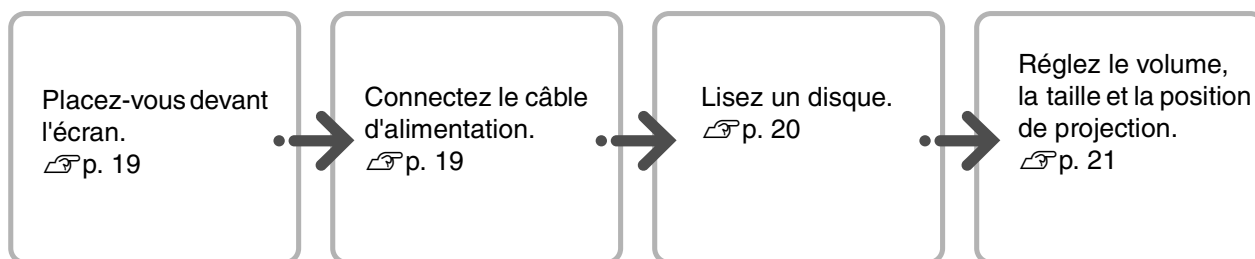 Placez-vous devant
l'écran.
☞p. 19
Connectez le câble
d'alimentation.
☞p. 19
Lisez un disque.
☞p. 20
Réglez le volume,
la taille et la position
de projection.
☞p. 21